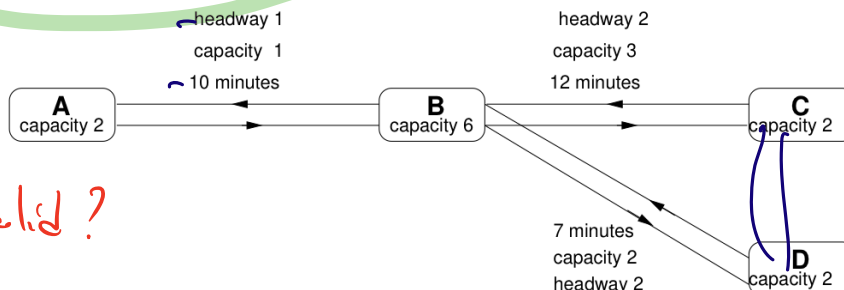 headway 1
capacity 1
10 minutes
headway 2
capacity 3
12 minutes
A
capacity 2
B
capacity 6
C
capacity 2
?
7 minutes
capacity 2
headway 2
D
capacity 2